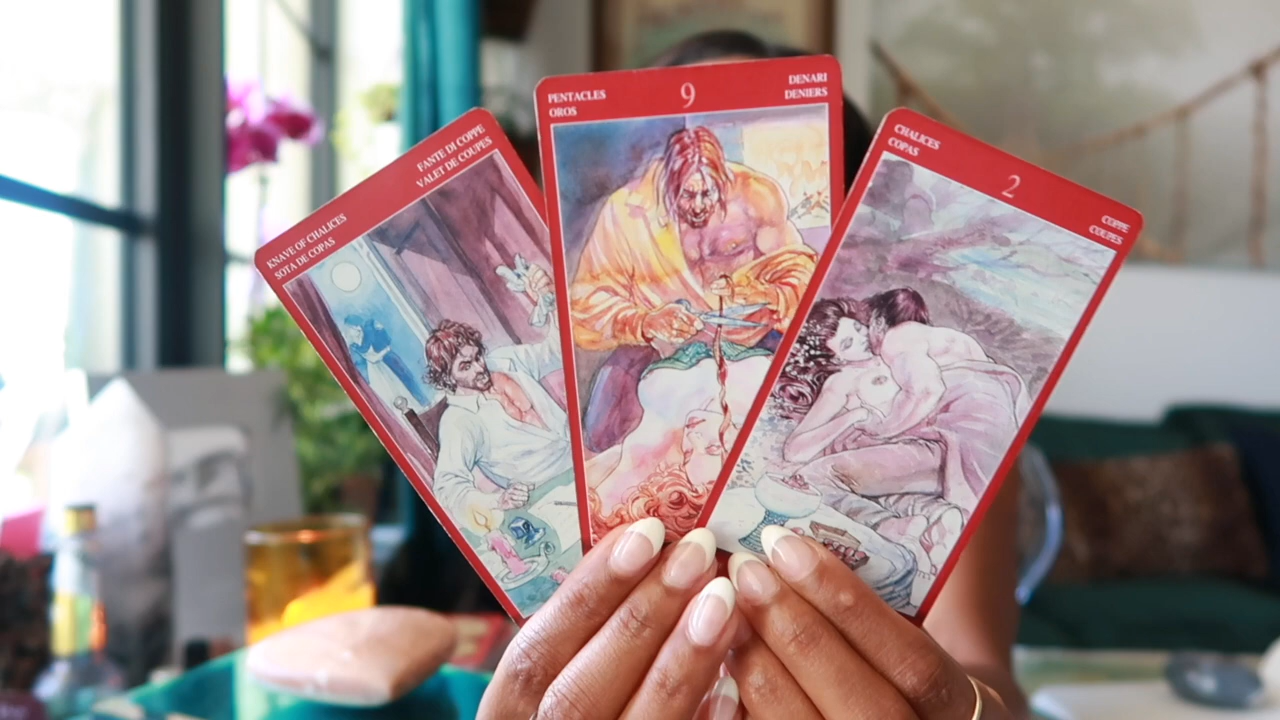 KNAVE OF CHALICES
SOTA DE COPAS
FANTE DI COPPE
VALET DE COUPES
PENTACLES
OROS
9
DENARI
DENIERS
CHALICES
COPAS
2
COPPE
COUPES